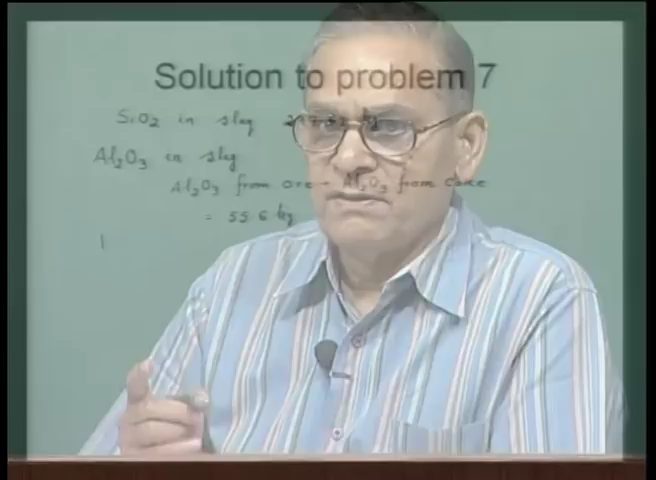 Solution to problem 7
SiO2 in slag kg
Al2O3 in slag
Al2O3 from ore + Al2O3 from coke
= 55.6 kg